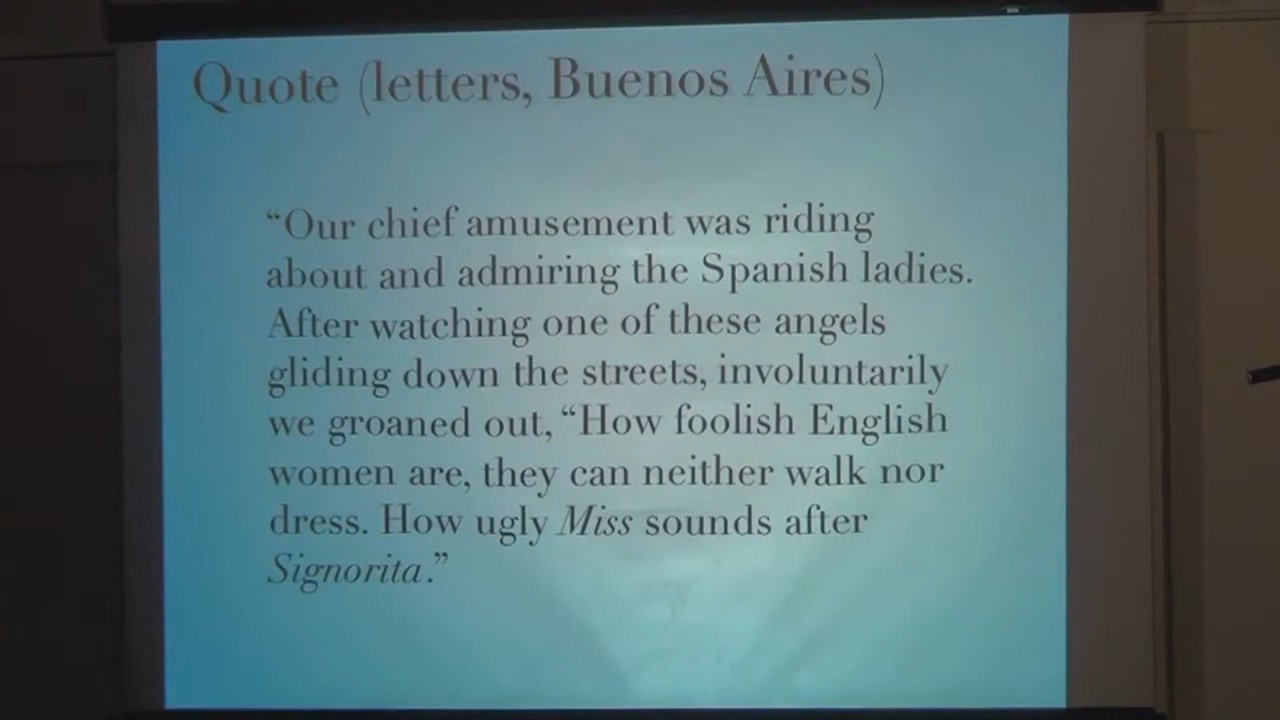 Quote (letters, Buenos Aires)
“Our chief amusement was riding
about and admiring the Spanish ladies.
After watching one of these angels
gliding down the streets, involuntarily
we groaned out, “How foolish English
women are, they can neither walk nor
dress. How ugly Miss sounds after
Signorita.”